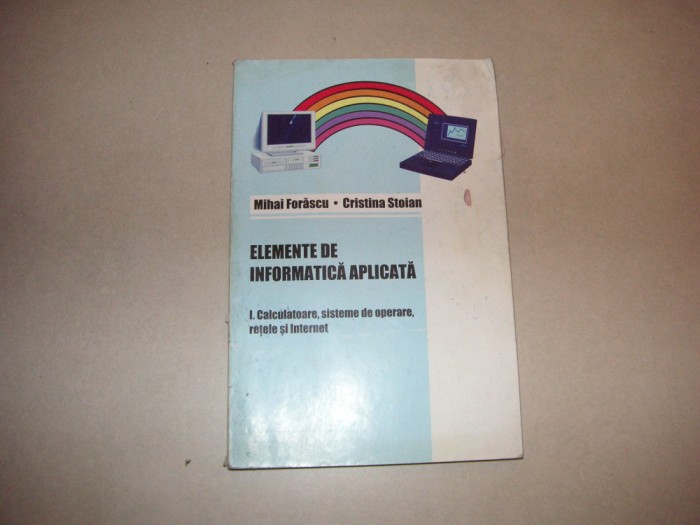 Mihai Forăscu • Cristina Stoian
ELEMENTE DE
INFORMATICĂ APLICATĂ
I. Calculatoare, sisteme de operare,
rețele și Internet